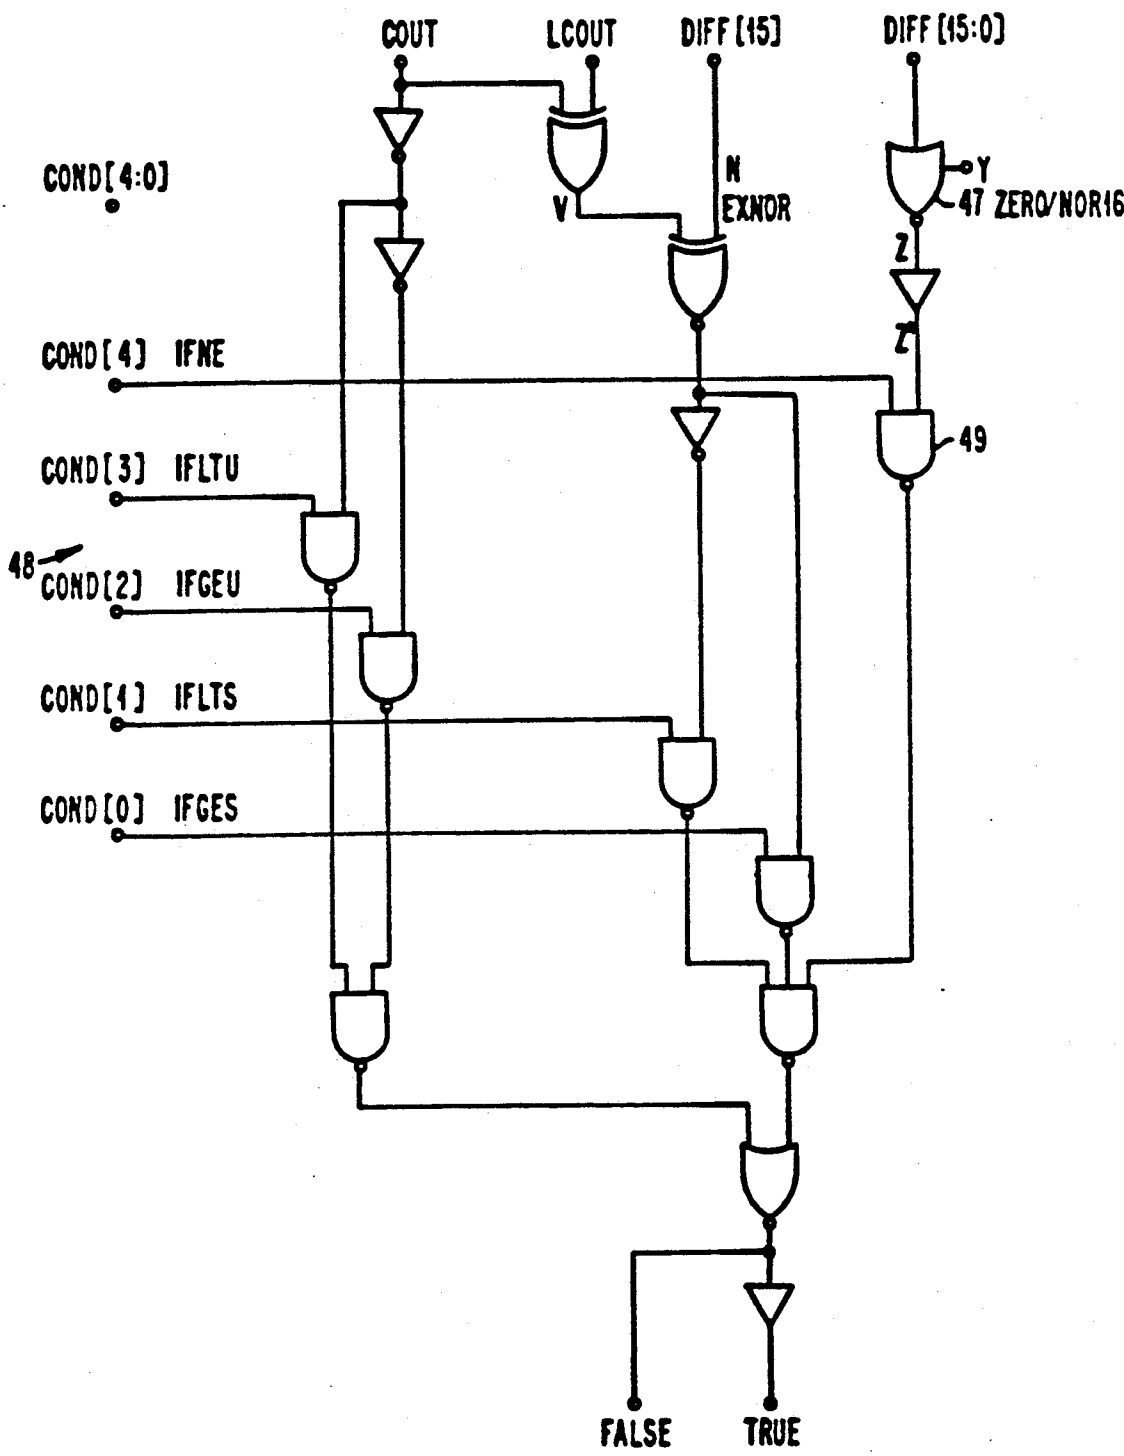 COUT LCOUT DIFF[15] DIFF[15:0]
COND[4:0]
N
Y
V
EXNOR
47 ZERO/NOR16
Z
Z*
COND[4] IFNE
49
COND[3] IFLTU
48
COND[2] IFGEU
COND[1] IFLTS
COND[0] IFGES
FALSE TRUE